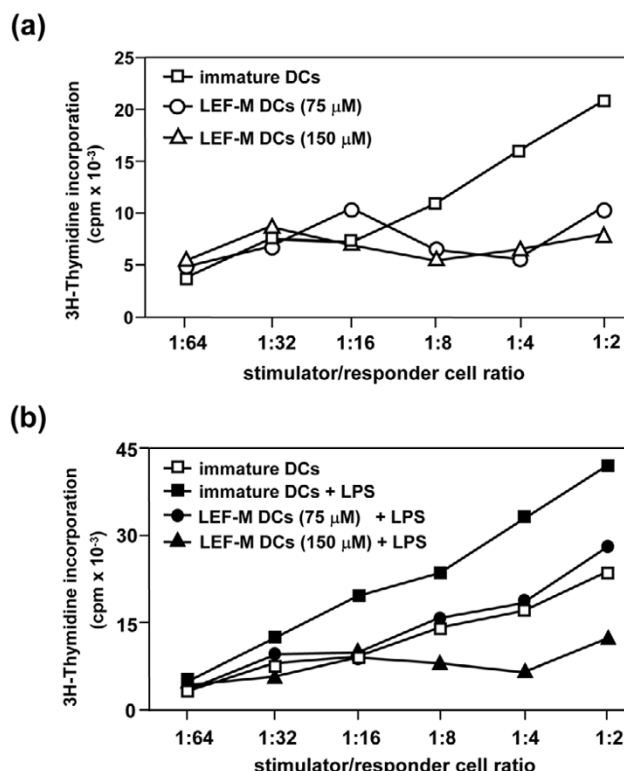 (a)
25
20
15
10
5
0
3H-Thymidine incorporation
(cpm x 10-3)
immature DCs
LEF-M DCs (75 μM)
LEF-M DCs (150 μM)
1:64 1:32 1:16 1:8 1:4 1:2
stimulator/responder cell ratio
(b)
45
30
15
0
3H-Thymidine incorporation
(cpm x 10-3)
immature DCs
immature DCs + LPS
LEF-M DCs (75 μM) + LPS
LEF-M DCs (150 μM) + LPS
1:64 1:32 1:16 1:8 1:4 1:2
stimulator/responder cell ratio